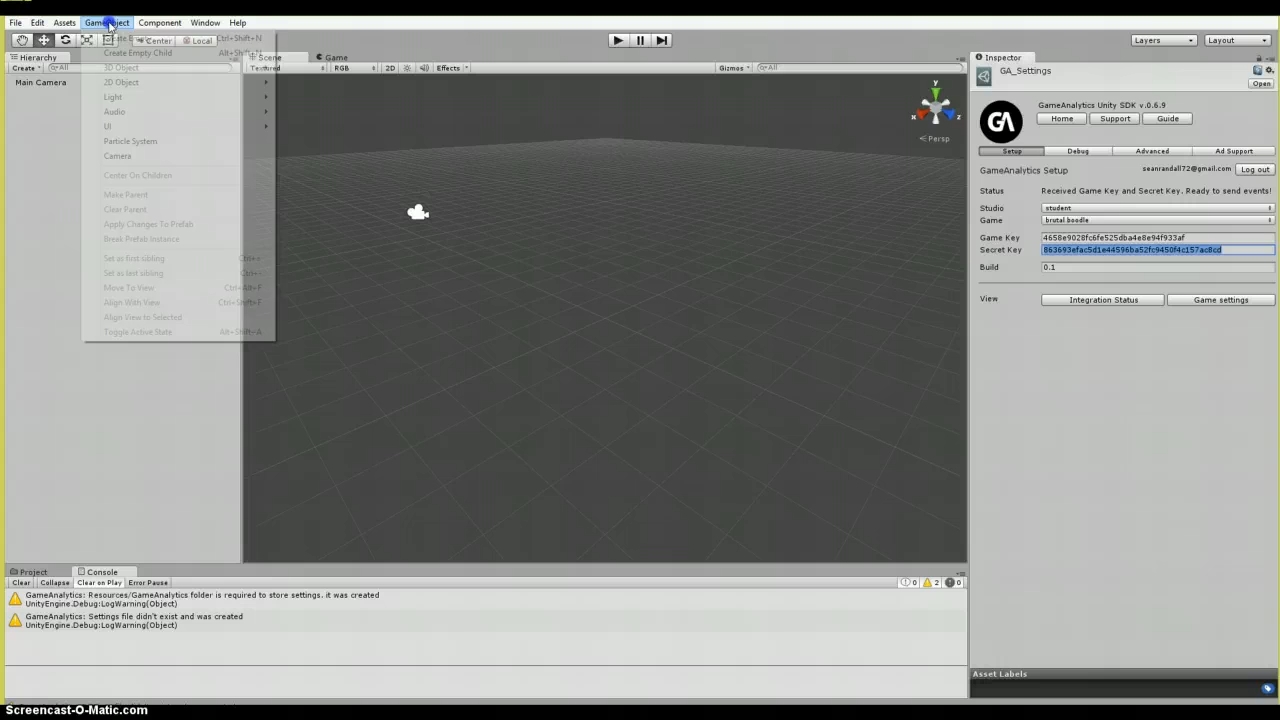 File Edit Assets GameObject Component Window Help
Center Local Layers Layout
Hierarchy Scene Game Inspector
Create All Textured RGB 2D Effects Gizmos All
Main Camera
Create Empty Ctrl+Shift+N
Create Empty Child Alt+Shift+N
3D Object
2D Object
Light
Audio
UI
Particle System
Camera
Center On Children
Make Parent
Clear Parent
Apply Changes To Prefab
Break Prefab Instance
Set as first sibling
Set as last sibling
Move To View Ctrl+Alt+F
Align With View Ctrl+Shift+F
Align View to Selected
Toggle Active State Alt+Shift+A
y
x z
Persp
GA_Settings
Open
GA
GameAnalytics Unity SDK v.0.6.9
Home Support Guide
Setup Debug Advanced Ad Support
GameAnalytics Setup seanrandall72@gmail.com Log out
Status Received Game Key and Secret Key. Ready to send events!
Studio student
Game brutal boodle
Game Key 4658e9028fc6fe525dba4e8e94f933af
Secret Key 863693efac5d1e44596ba52fc9450f4c157ac8cd
Build 0.1
View Integration Status Game settings
Project Console
Clear Collapse Clear on Play Error Pause 0 2 0
GameAnalytics: Resources/GameAnalytics folder is required to store settings. it was created
UnityEngine.Debug:LogWarning(Object)
GameAnalytics: Settings file didn't exist and was created
UnityEngine.Debug:LogWarning(Object)
Asset Labels
Screencast-O-Matic.com